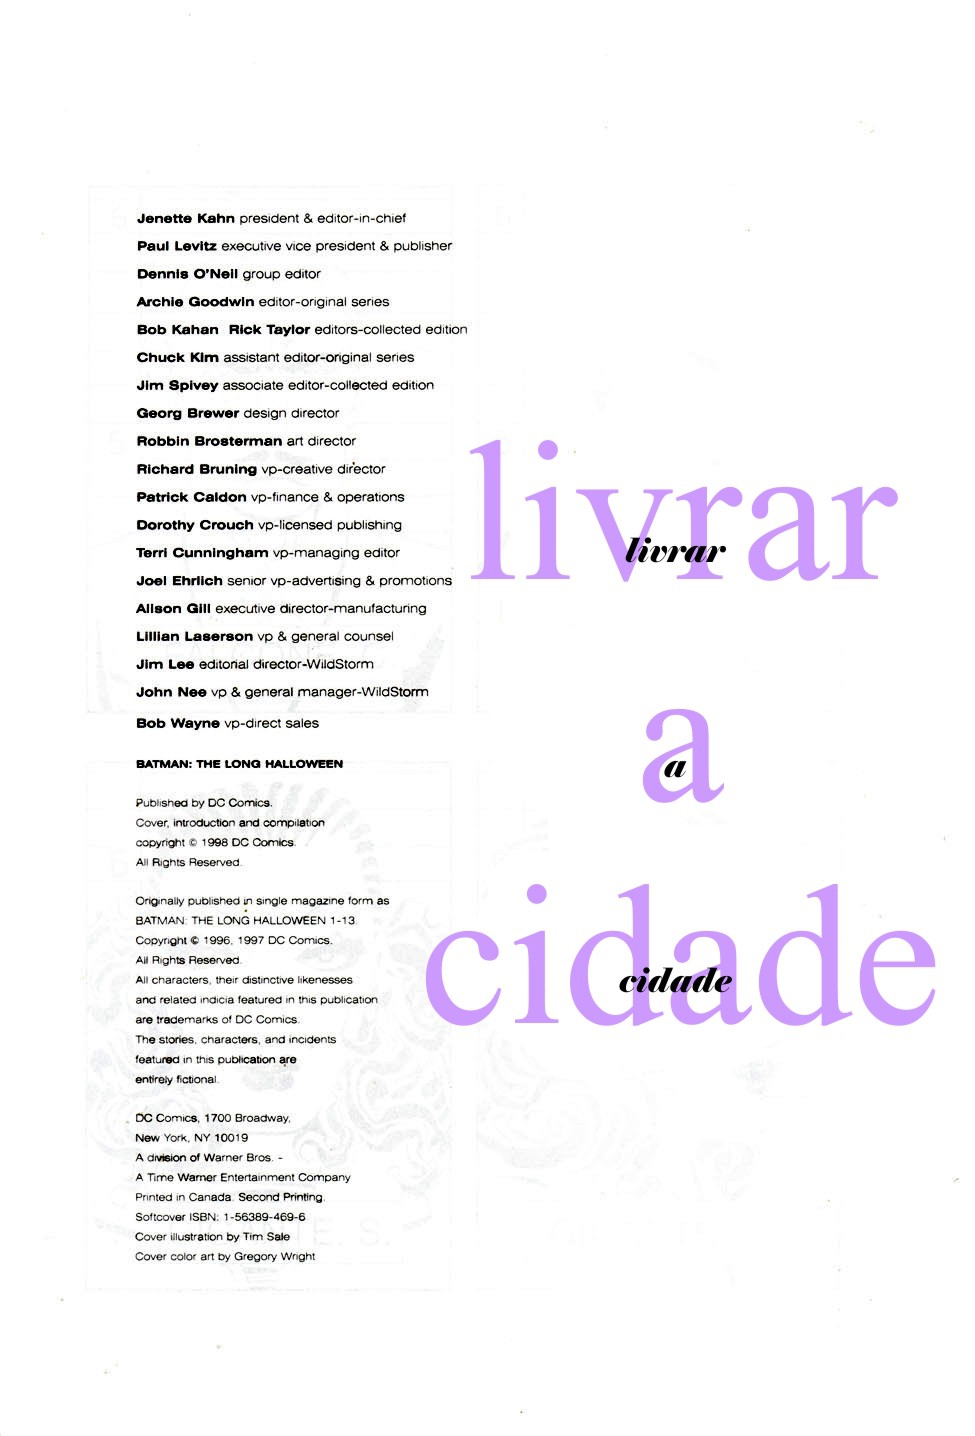 Jenette Kahn president & editor-in-chief
Paul Levitz executive vice president & publisher
Dennis O'Neil group editor
Archie Goodwin editor-original series
Bob Kahan  Rick Taylor editors-collected edition
Chuck Kim assistant editor-original series
Jim Spivey associate editor-collected edition
Georg Brewer design director
Robbin Brosterman art director
Richard Bruning vp-creative director
Patrick Caldon vp-finance & operations
Dorothy Crouch vp-licensed publishing
Terri Cunningham vp-managing editor
Joel Ehrlich senior vp-advertising & promotions
Alison Gill executive director-manufacturing
Lillian Laserson vp & general counsel
Jim Lee editorial director-WildStorm
John Nee vp & general manager-WildStorm
Bob Wayne vp-direct sales
BATMAN: THE LONG HALLOWEEN
Published by DC Comics.
Cover, introduction and compilation
copyright © 1998 DC Comics.
All Rights Reserved.
Originally published in single magazine form as
BATMAN: THE LONG HALLOWEEN 1-13.
Copyright © 1996, 1997 DC Comics.
All Rights Reserved.
All characters, their distinctive likenesses
and related indicia featured in this publication
are trademarks of DC Comics.
The stories, characters, and incidents
featured in this publication are
entirely fictional.
DC Comics, 1700 Broadway,
New York, NY 10019
A division of Warner Bros. -
A Time Warner Entertainment Company
Printed in Canada. Second Printing.
Softcover ISBN: 1-56389-469-6
Cover illustration by Tim Sale
Cover color art by Gregory Wright
livrar
livrar
a
a
cidade
cidade